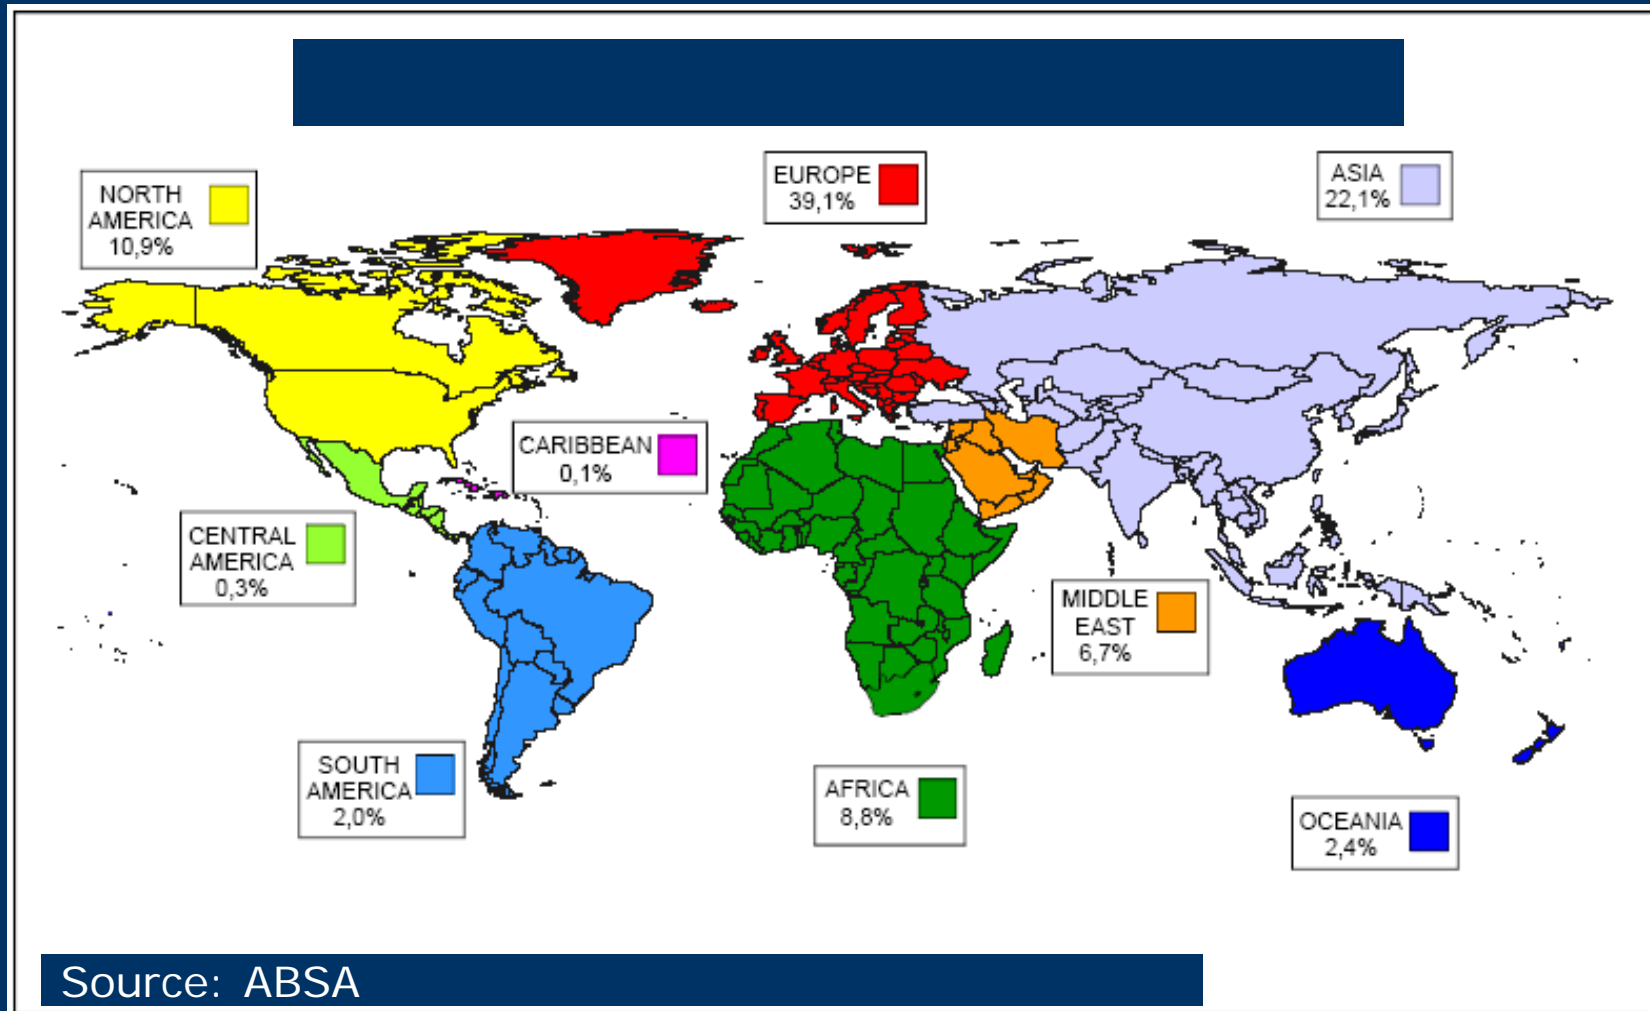 NORTH
AMERICA
10,9%
EUROPE
39,1%
ASIA
22,1%
CARIBBEAN
0,1%
CENTRAL
AMERICA
0,3%
MIDDLE
EAST
6,7%
SOUTH
AMERICA
2,0%
AFRICA
8,8%
OCEANIA
2,4%
Source: ABSA